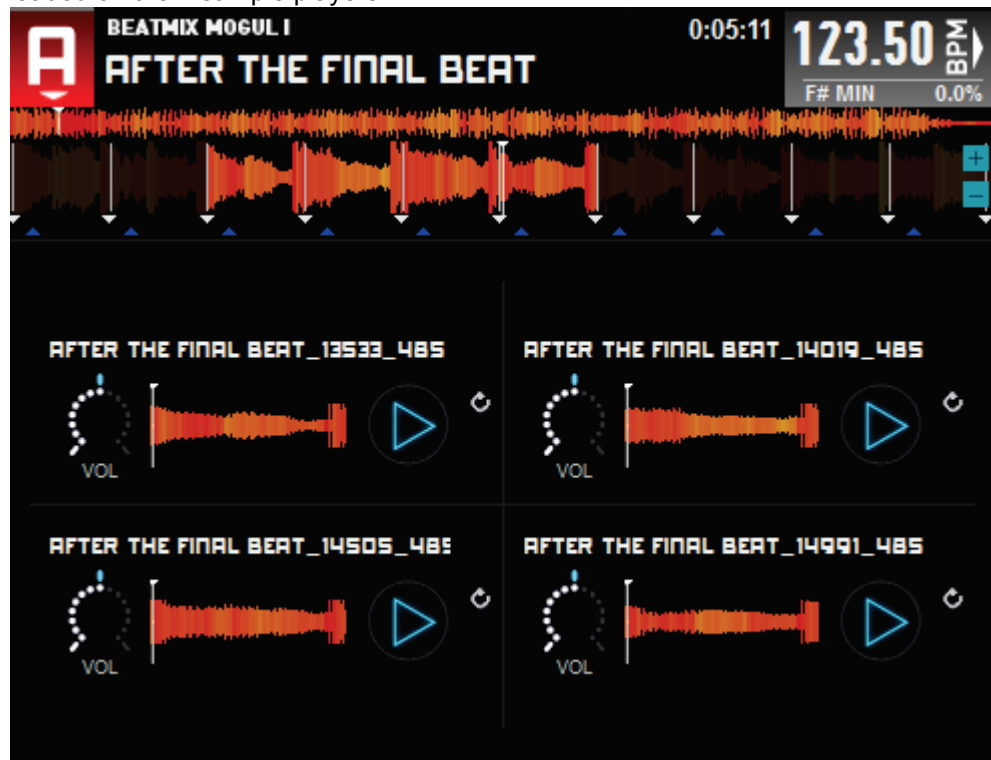 A
BEATMIX MOGUL I
AFTER THE FINAL BEAT
0:05:11
123.50 BPM
F# MIN 0.0%
+
−
AFTER THE FINAL BEAT_13533_485
VOL
AFTER THE FINAL BEAT_14019_485
VOL
AFTER THE FINAL BEAT_14505_485
VOL
AFTER THE FINAL BEAT_14991_485
VOL